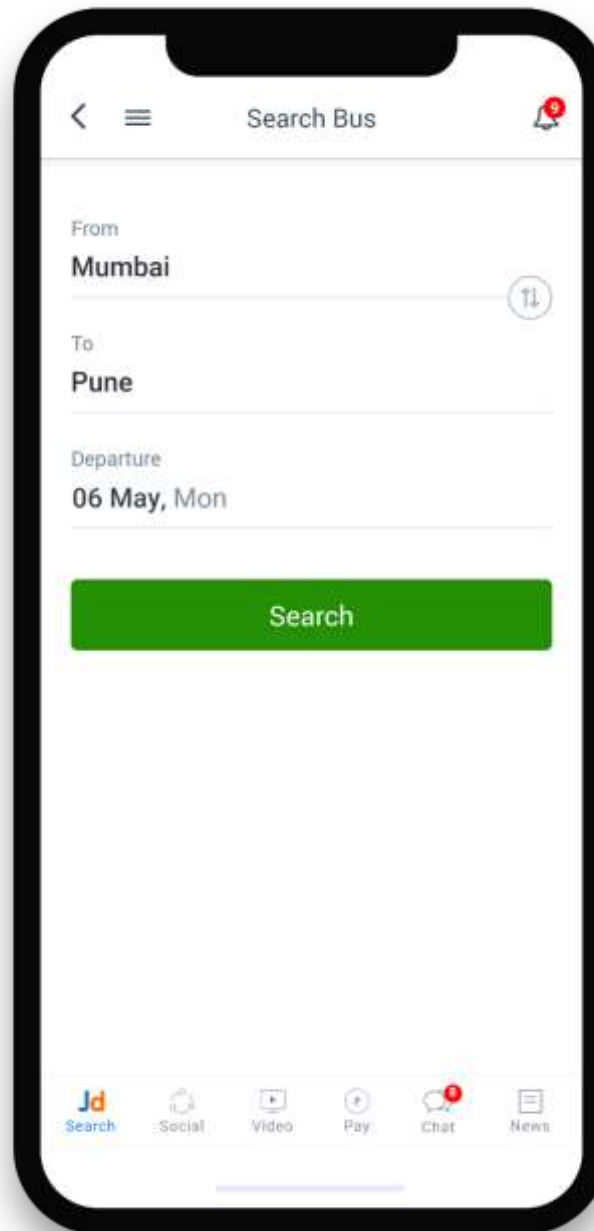 Search Bus
9
From
Mumbai
To
Pune
Departure
06 May, Mon
Search
Jd
8
Search
Social
Video
Pay
Chat
News